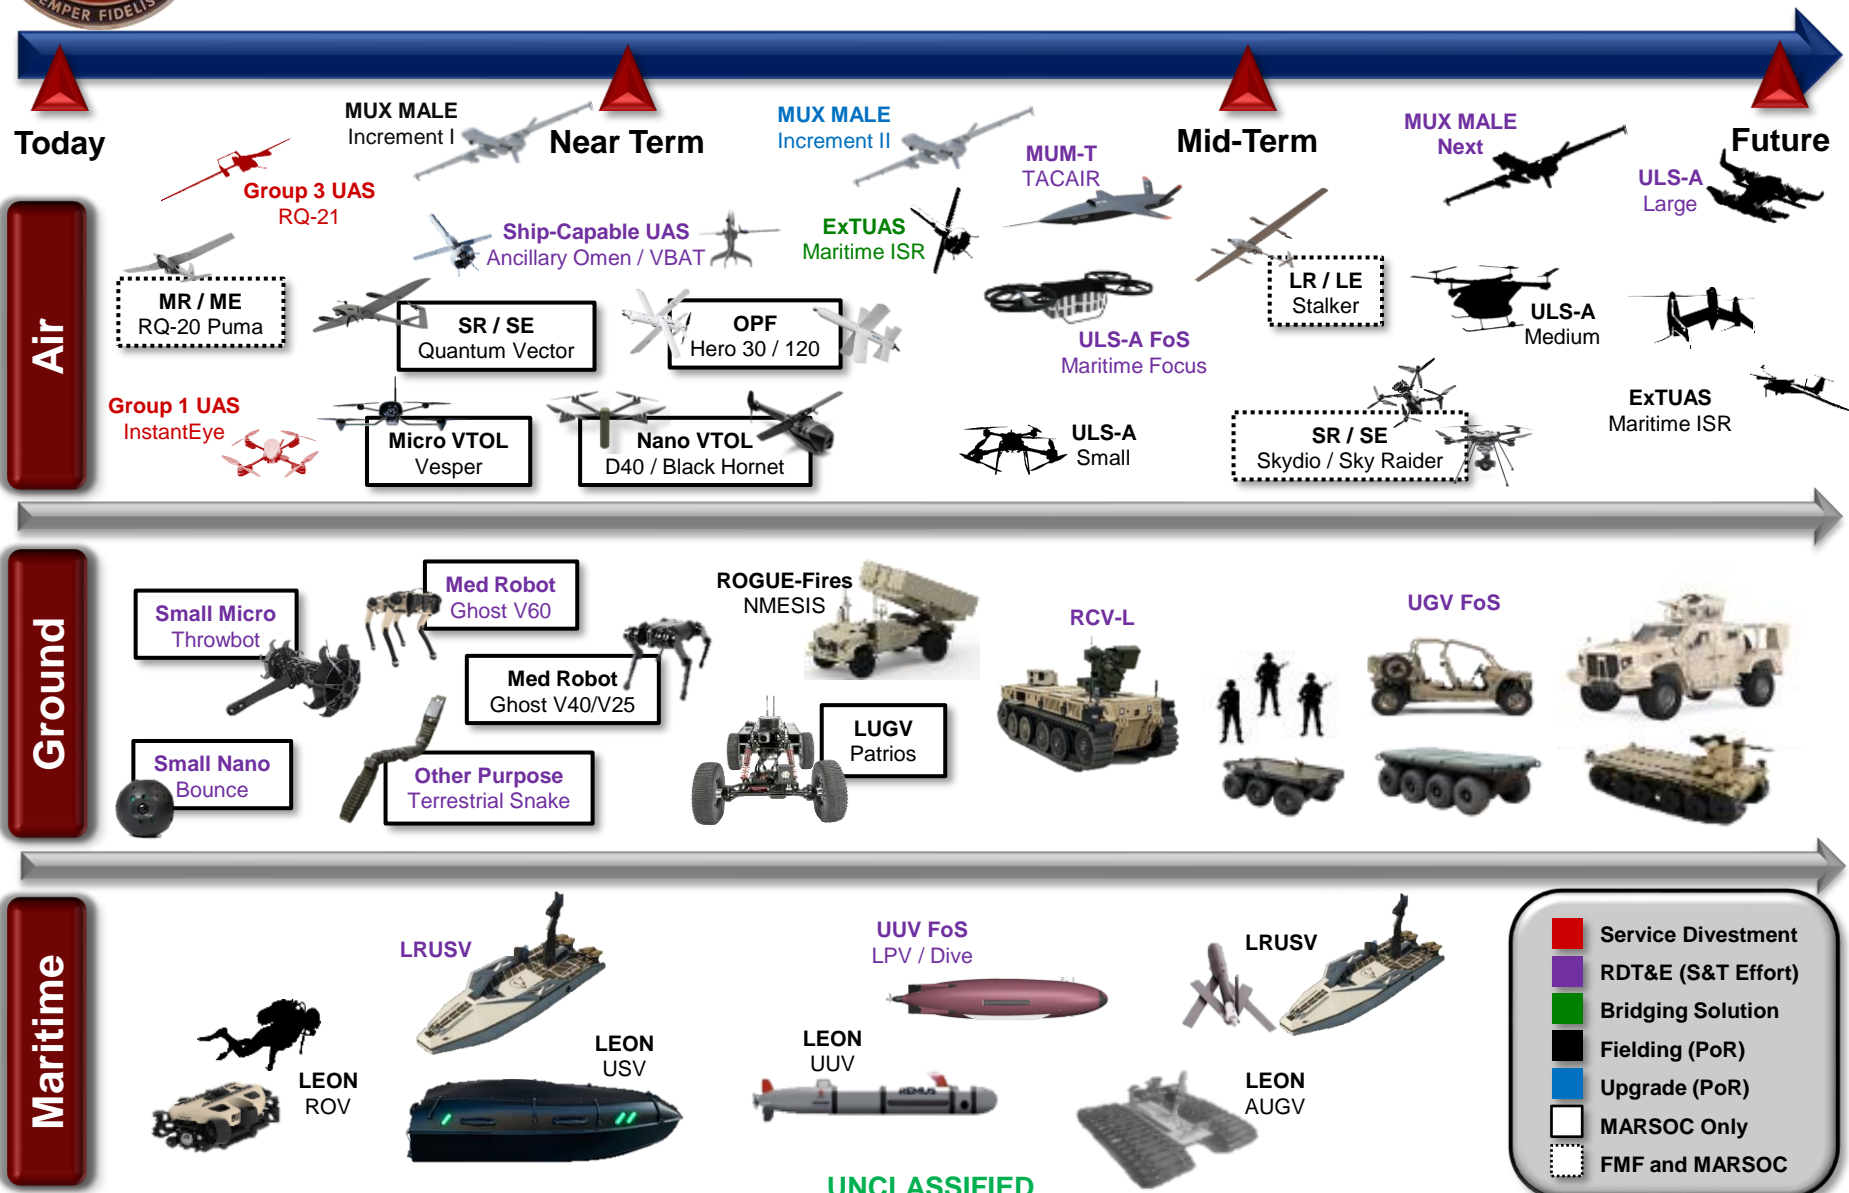 EMPER FIDELIS
Today
Near Term
Mid-Term
Future
MUX MALE
Increment I
MUX MALE
Increment II
MUM-T
TACAIR
MUX MALE
Next
ULS-A
Large
Group 3 UAS
RQ-21
Ship-Capable UAS
Ancillary Omen / VBAT
ExTUAS
Maritime ISR
Air
MR / ME
RQ-20 Puma
SR / SE
Quantum Vector
OPF
Hero 30 / 120
ULS-A FoS
Maritime Focus
LR / LE
Stalker
ULS-A
Medium
Group 1 UAS
InstantEye
Micro VTOL
Vesper
Nano VTOL
D40 / Black Hornet
ULS-A
Small
SR / SE
Skydio / Sky Raider
ExTUAS
Maritime ISR
Ground
Small Micro
Throwbot
Med Robot
Ghost V60
Med Robot
Ghost V40/V25
ROGUE-Fires
NMESIS
RCV-L
UGV FoS
Small Nano
Bounce
Other Purpose
Terrestrial Snake
LUGV
Patrios
Maritime
LRUSV
UUV FoS
LPV / Dive
LRUSV
LEON
ROV
LEON
USV
LEON
UUV
REMUS
LEON
AUGV
Service Divestment
RDT&E (S&T Effort)
Bridging Solution
Fielding (PoR)
Upgrade (PoR)
MARSOC Only
FMF and MARSOC
UNCLASSIFIED